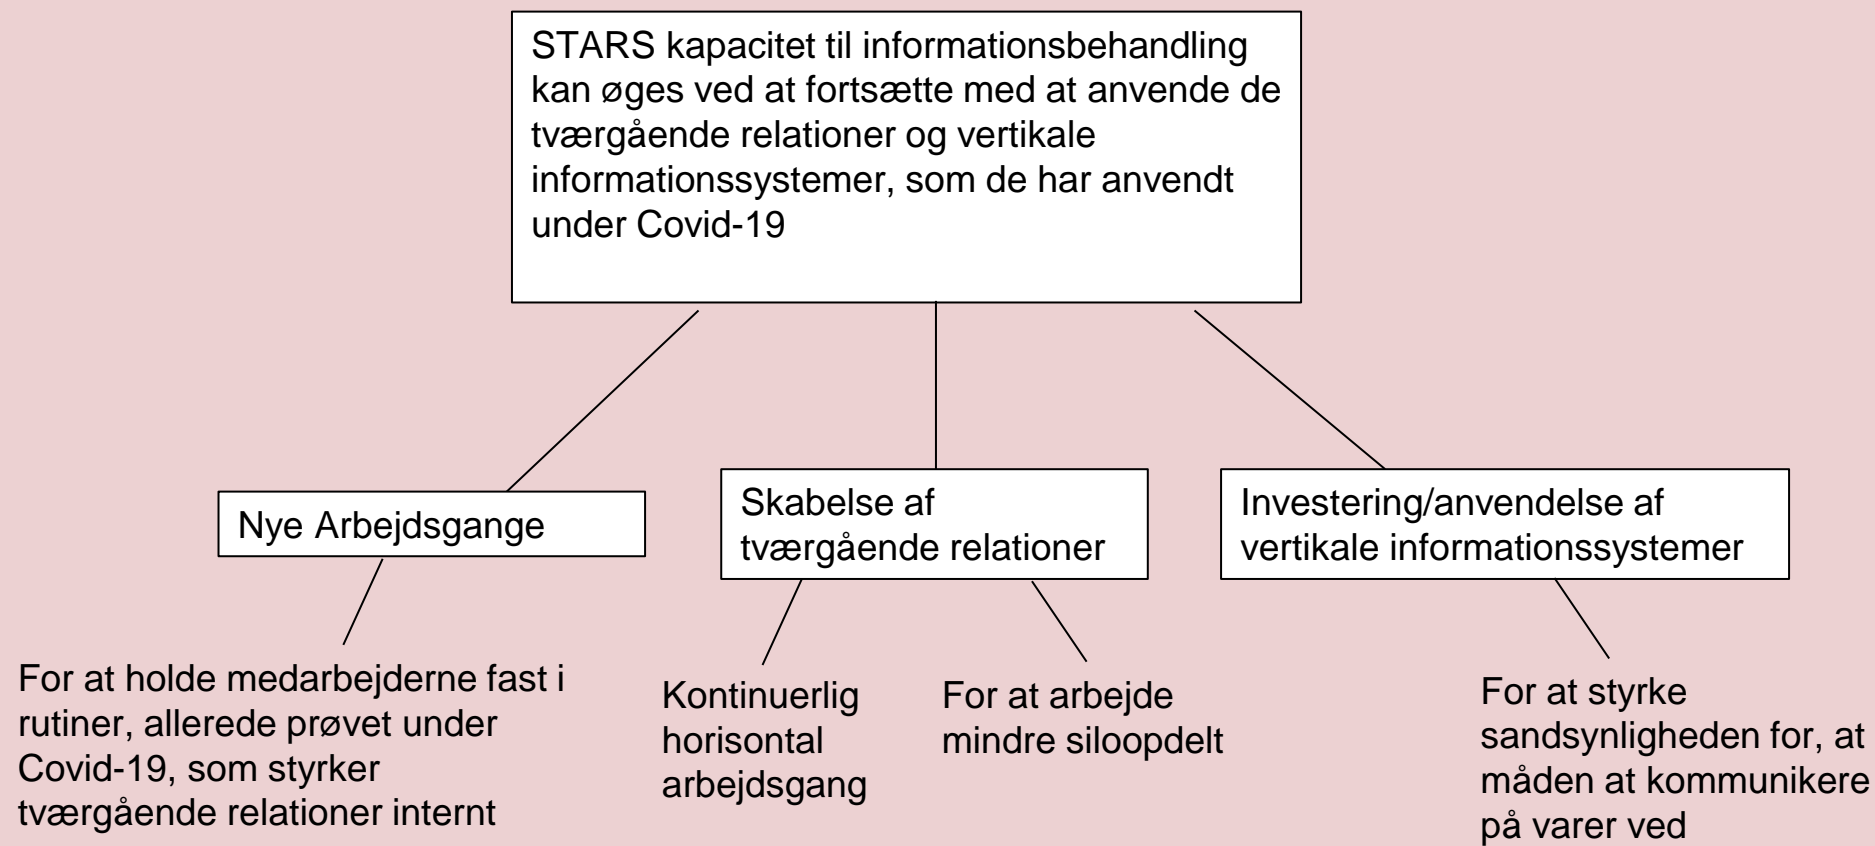 STARS kapacitet til informationsbehandling
kan øges ved at fortsætte med at anvende de
tværgående relationer og vertikale
informationssystemer, som de har anvendt
under Covid-19
Nye Arbejdsgange
Skabelse af
tværgående relationer
Investering/anvendelse af
vertikale informationssystemer
For at holde medarbejderne fast i
rutiner, allerede prøvet under
Covid-19, som styrker
tværgående relationer internt
Kontinuerlig
horisontal
arbejdsgang
For at arbejde
mindre siloopdelt
For at styrke
sandsynligheden for, at
måden at kommunikere
på varer ved